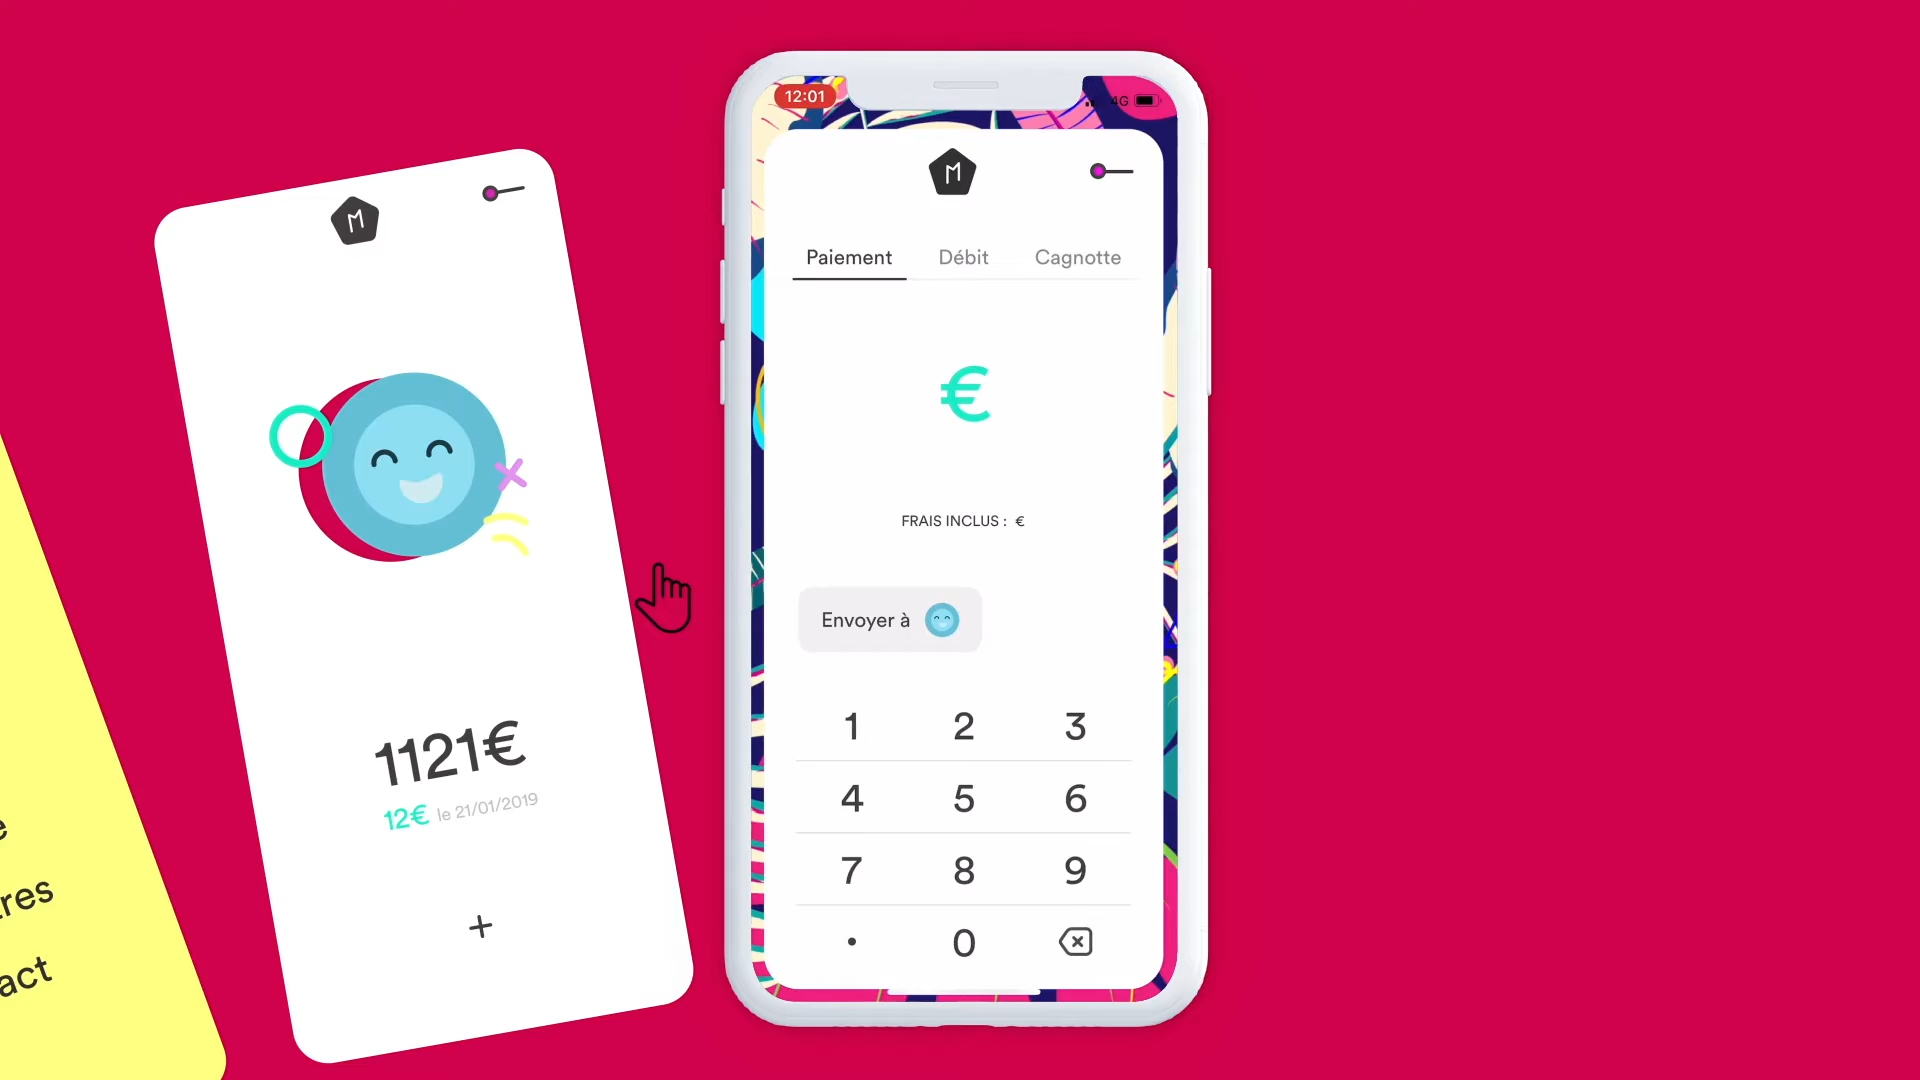 12:01
4G
M
Paiement Débit Cagnotte
€
FRAIS INCLUS : €
Envoyer à
1 2 3
4 5 6
7 8 9
. 0
M
1121€
12€ le 21/01/2019
+
e
res
act